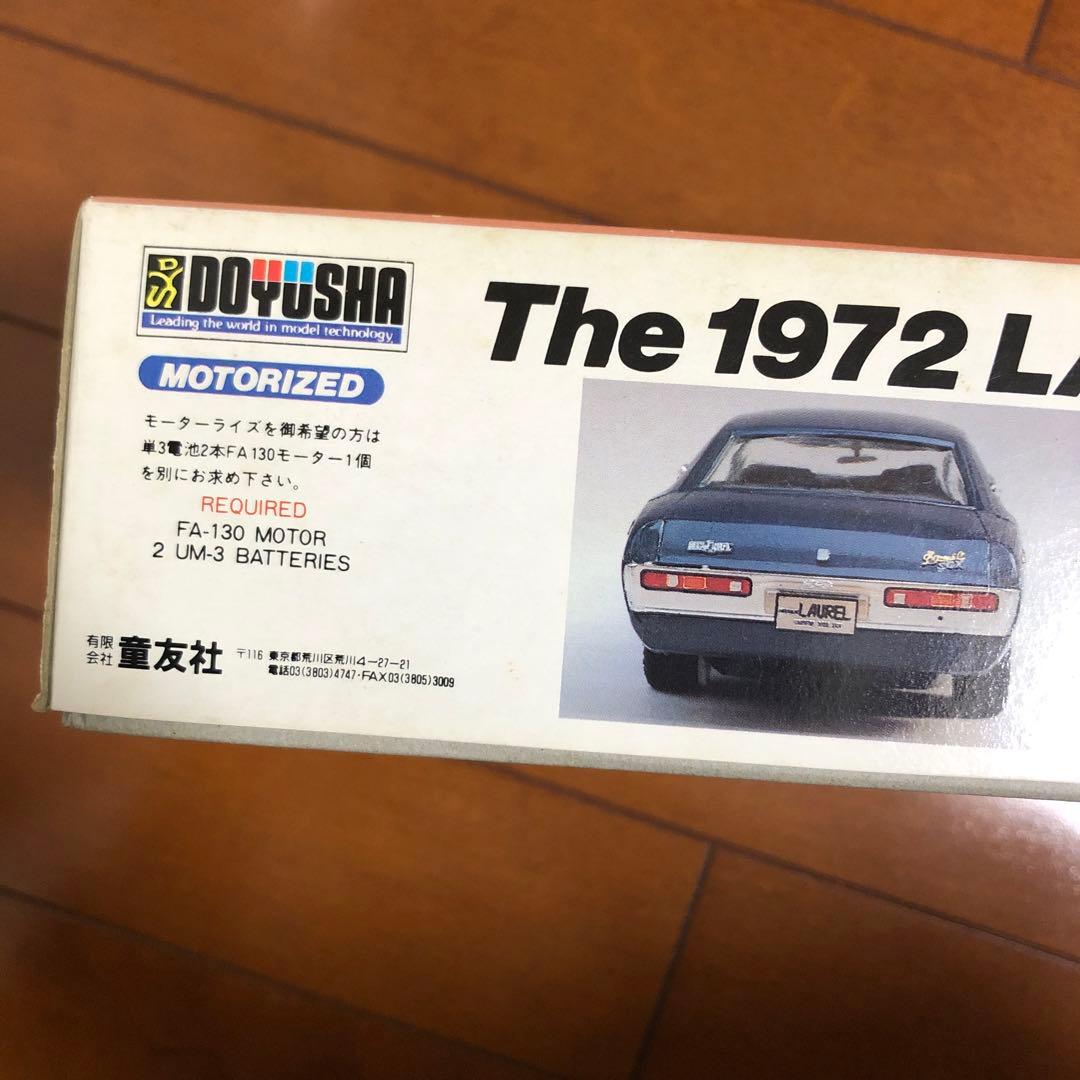 DOYUSHA
Leading the world in model technology
MOTORIZED
モーターライズを御希望の方は
単3電池2本FA130モーター1個
を別にお求め下さい。
REQUIRED
FA-130 MOTOR
2 UM-3 BATTERIES
有限
会社 童友社
〒116 東京都荒川区荒川4-27-21
電話03(3803)4747・FAX03(3805)3009
The 1972 LA
LAUREL